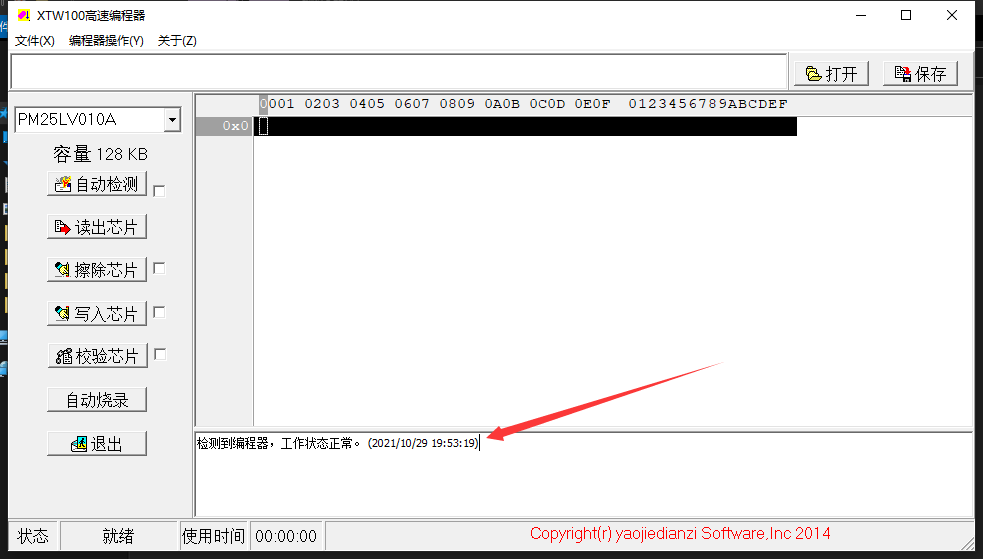 XTW100高速编程器
文件(X) 编程器操作(Y) 关于(Z)
打开 保存
PM25LV010A
容量 128 KB
自动检测
读出芯片
擦除芯片
写入芯片
校验芯片
自动烧录
退出
0001 0203 0405 0607 0809 0A0B 0C0D 0E0F 0123456789ABCDEF
0x0
检测到编程器，工作状态正常。 (2021/10/29 19:53:19)
状态 就绪 使用时间 00:00:00 Copyright(r) yaojiedianzi Software,Inc 2014